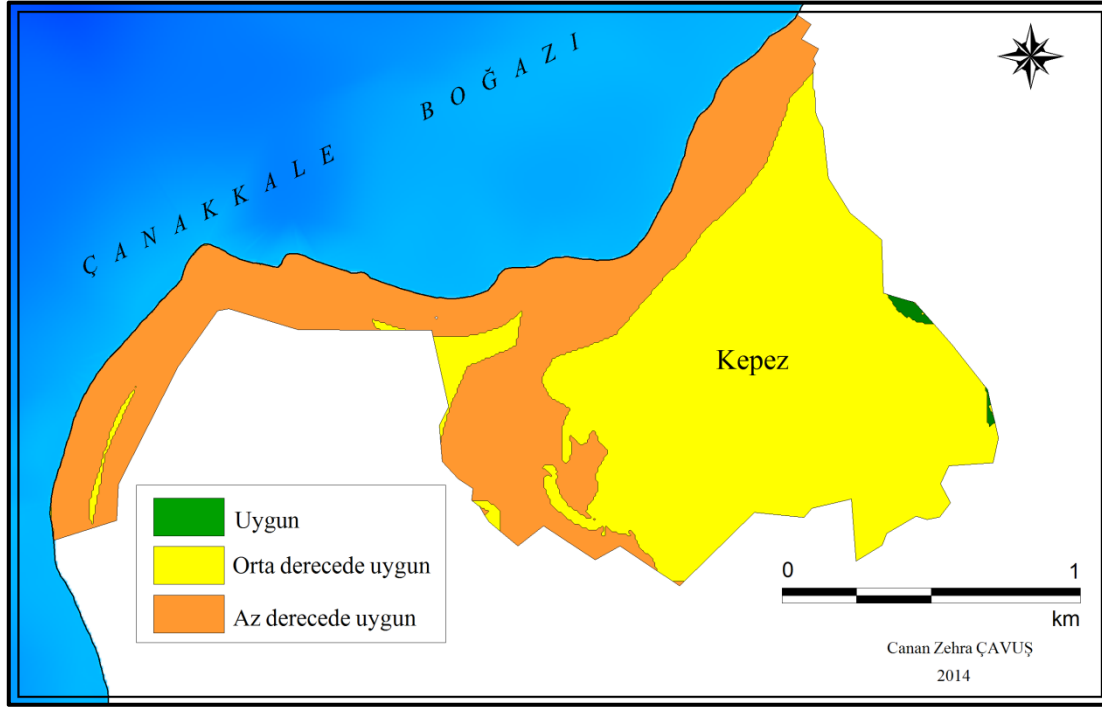 ÇANAKKALE BOĞAZI
Kepez
Uygun
Orta derecede uygun
Az derecede uygun
0 1
km
Canan Zehra ÇAVUŞ
2014